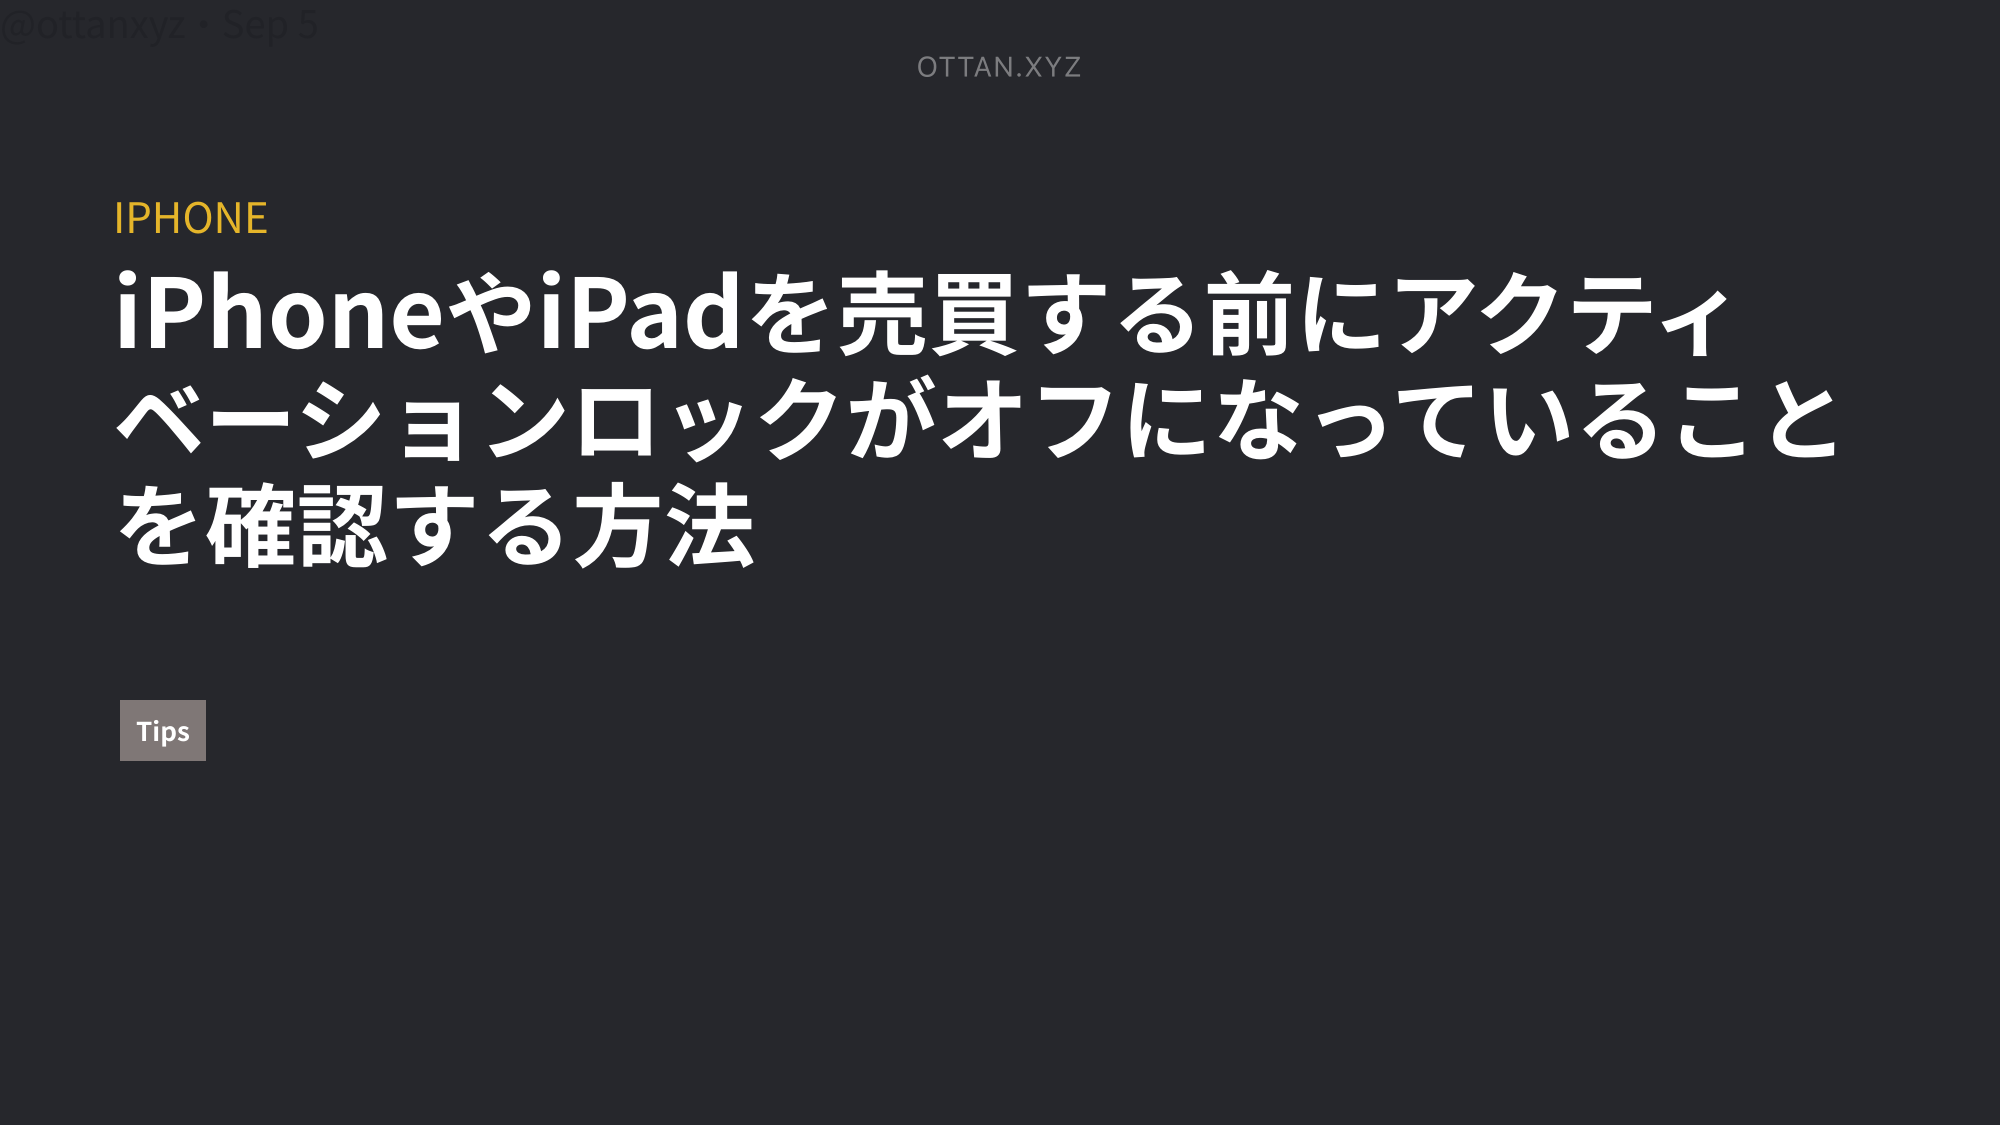 @ottanxyz・Sep 5
OTTAN.XYZ
IPHONE
iPhoneやiPadを売買する前にアクティ
ベーションロックがオフになっていること
を確認する方法
Tips